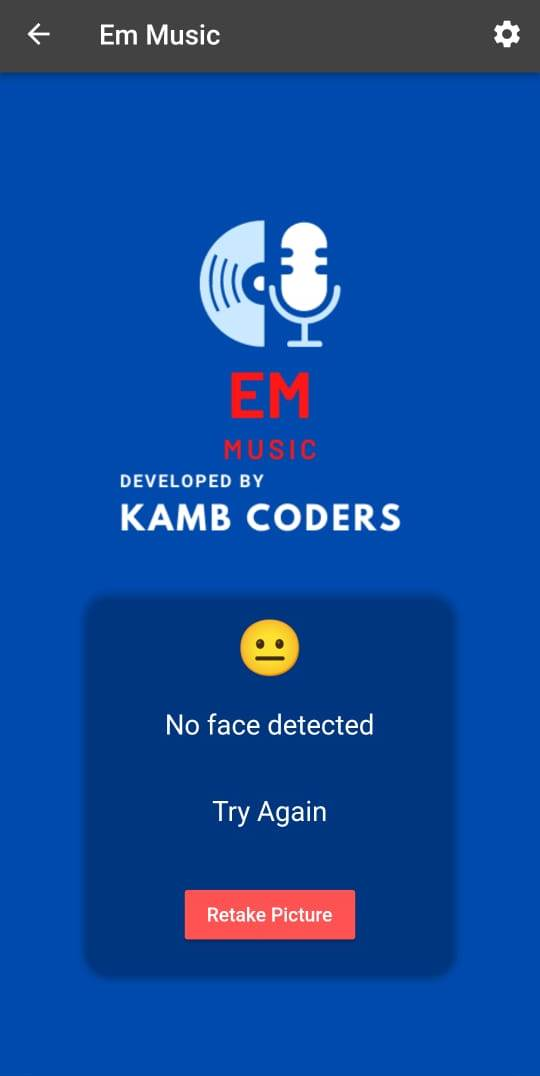 Em Music
EM
MUSIC
DEVELOPED BY
KAMB CODERS
No face detected
Try Again
Retake Picture